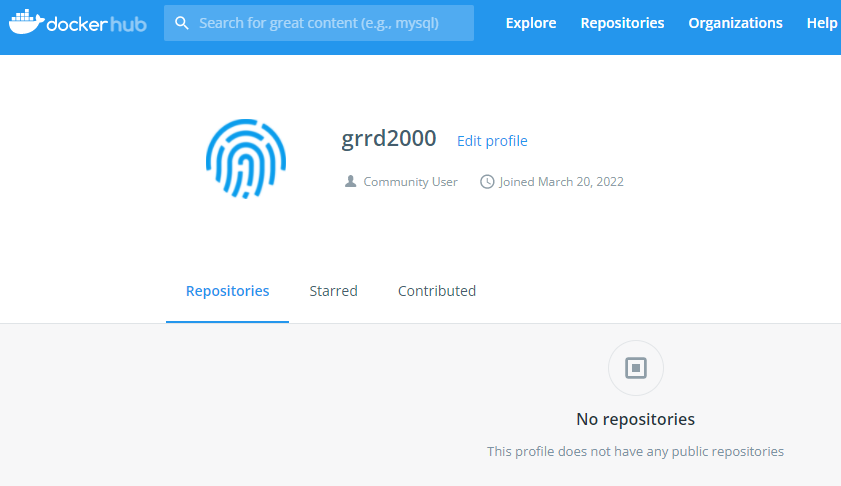 dockerhub Search for great content (e.g., mysql) Explore Repositories Organizations Help
grrd2000 Edit profile
Community User Joined March 20, 2022
Repositories Starred Contributed
No repositories
This profile does not have any public repositories